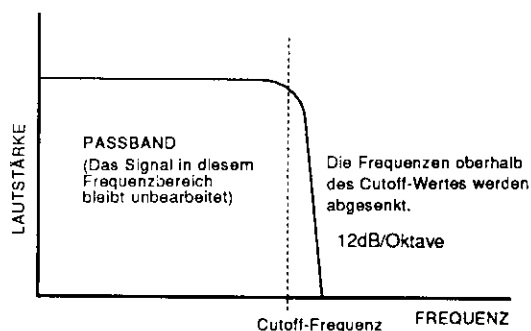 LAUTSTÄRKE
PASSBAND
(Das Signal in diesem
Frequenzbereich
bleibt unbearbeitet)
Die Frequenzen oberhalb
des Cutoff-Wertes werden
abgesenkt.
12dB/Oktave
Cutoff-Frequenz
FREQUENZ